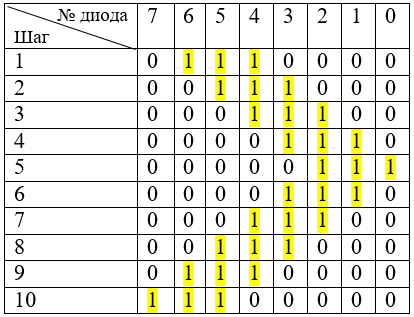 № диода 7 6 5 4 3 2 1 0
Шаг
1 0 1 1 1 0 0 0 0
2 0 0 1 1 1 0 0 0
3 0 0 0 1 1 1 0 0
4 0 0 0 0 1 1 1 0
5 0 0 0 0 0 1 1 1
6 0 0 0 0 1 1 1 0
7 0 0 0 1 1 1 0 0
8 0 0 1 1 1 0 0 0
9 0 1 1 1 0 0 0 0
10 1 1 1 0 0 0 0 0